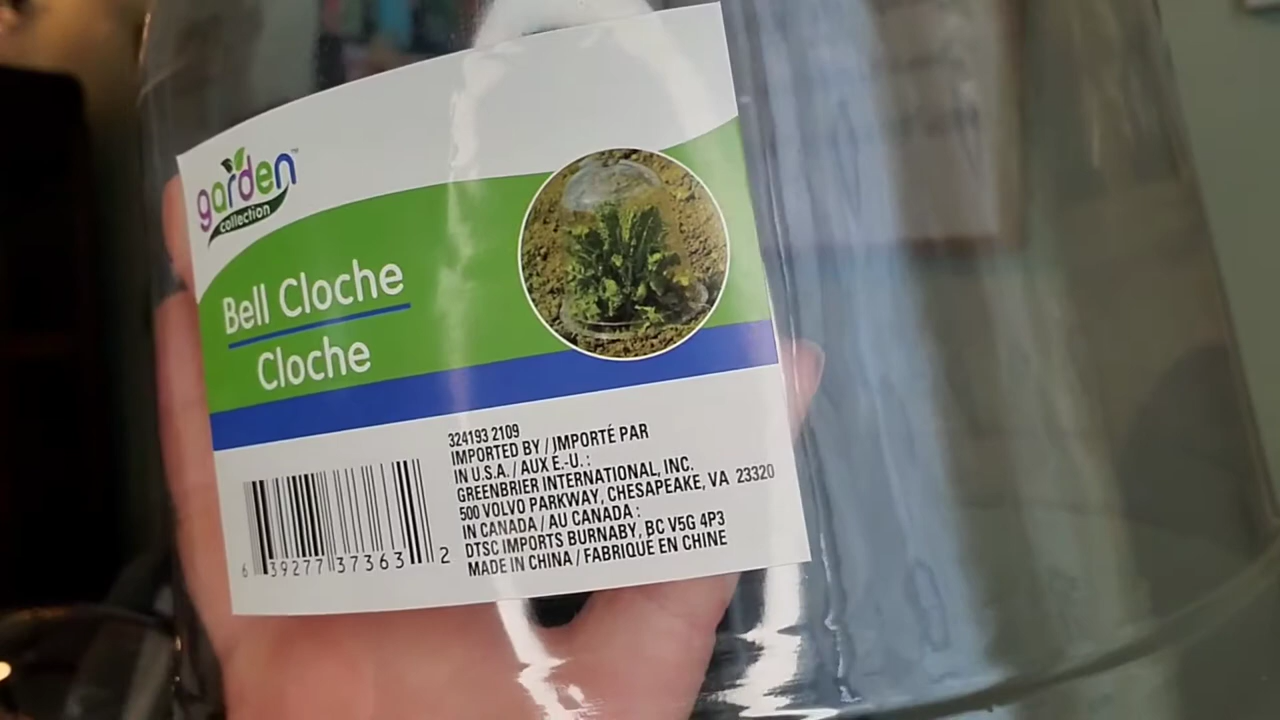 garden™
collection
Bell Cloche
Cloche
324193 2109
IMPORTED BY / IMPORTÉ PAR
IN U.S.A. / AUX E.-U. :
GREENBRIER INTERNATIONAL, INC.
500 VOLVO PARKWAY, CHESAPEAKE, VA 23320
IN CANADA / AU CANADA :
DTSC IMPORTS BURNABY, BC V5G 4P3
MADE IN CHINA / FABRIQUE EN CHINE
6 39277 37363 2